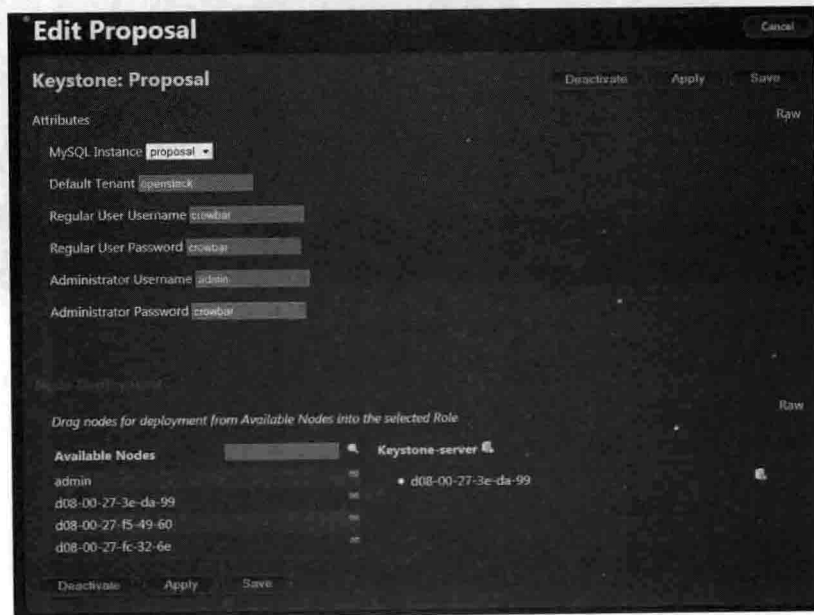 Edit Proposal
Cancel
Keystone: Proposal
Deactivate Apply Save
Attributes
Raw
MySQL Instance proposal
Default Tenant openstack
Regular User Username crowbar
Regular User Password crowbar
Administrator Username admin
Administrator Password crowbar
Node Deployment
Raw
Drag nodes for deployment from Available Nodes into the selected Role
Available Nodes
Keystone-server
admin
d08-00-27-3e-da-99
d08-00-27-3e-da-99
d08-00-27-f5-49-60
d08-00-27-fc-32-6e
Deactivate Apply Save